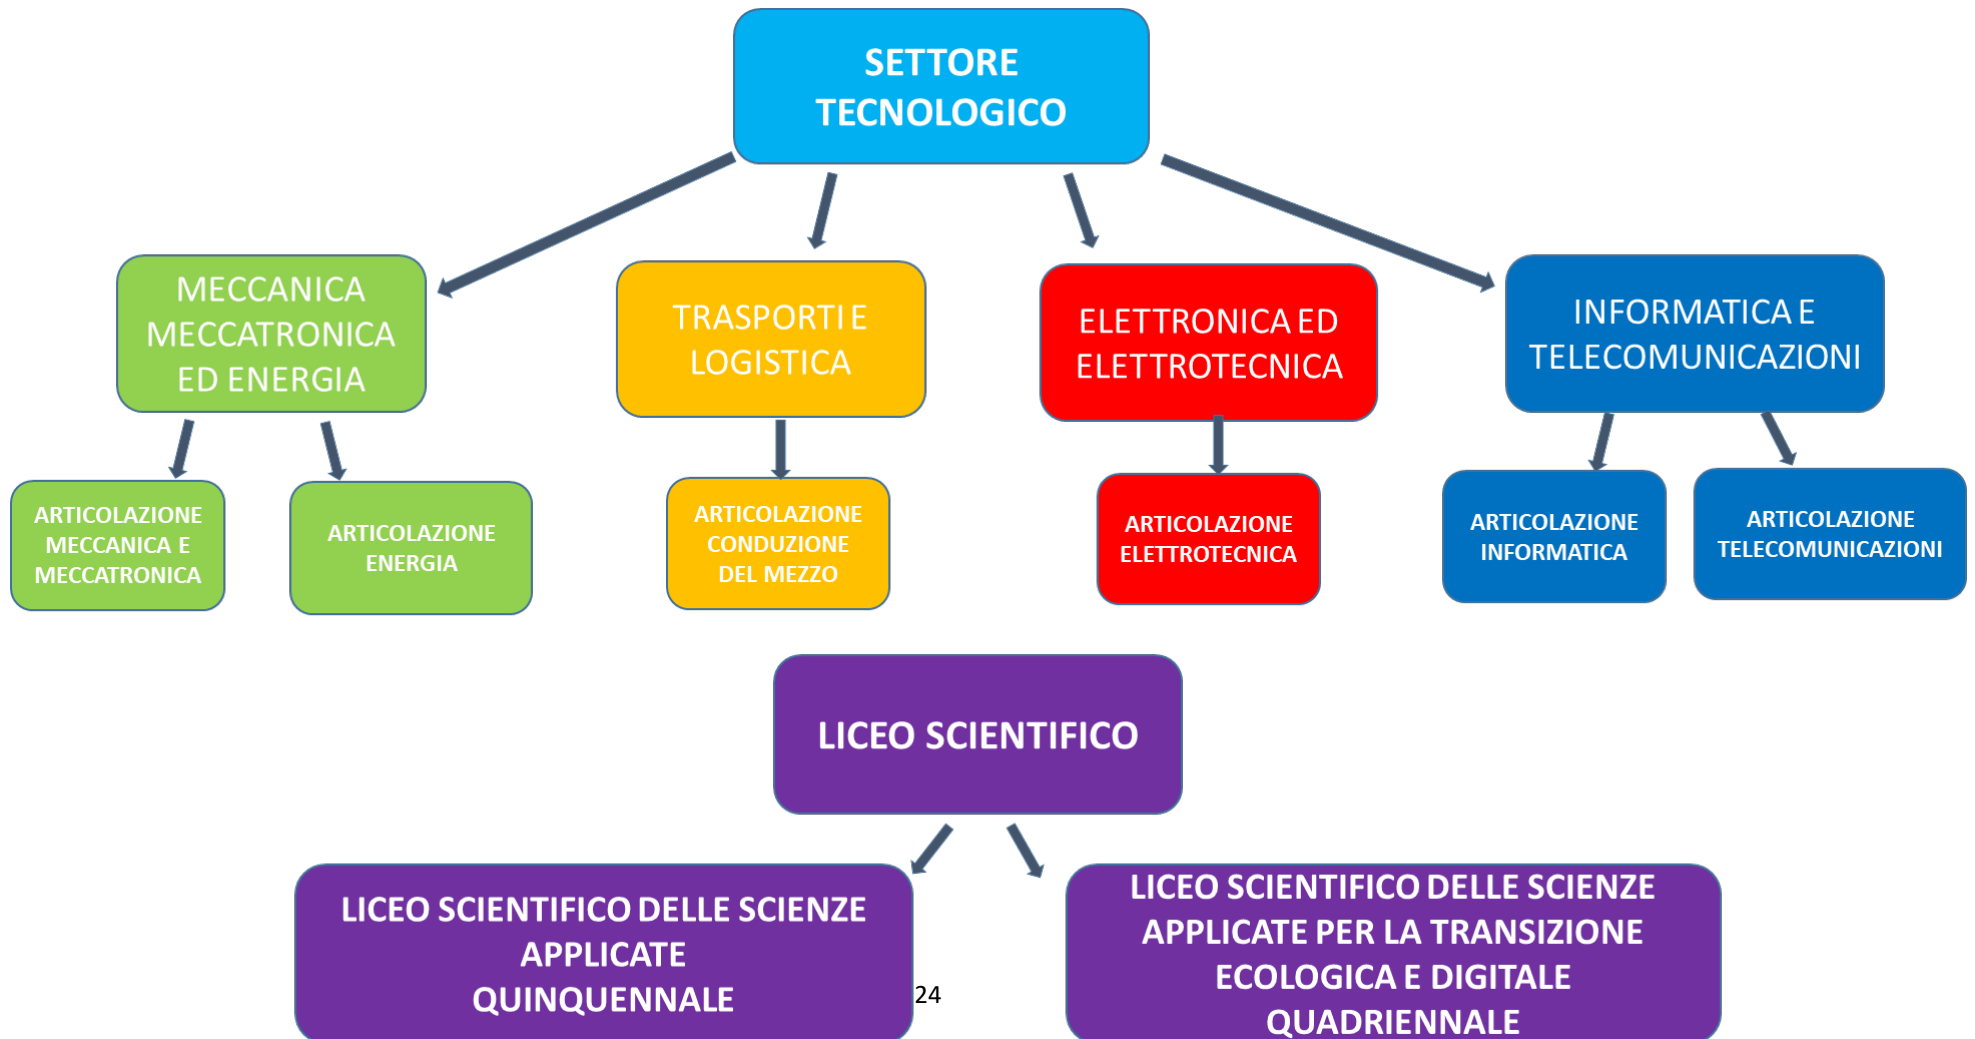 SETTORE
TECNOLOGICO
MECCANICA
MECCATRONICA
ED ENERGIA
TRASPORTI E
LOGISTICA
ELETTRONICA ED
ELETTROTECNICA
INFORMATICA E
TELECOMUNICAZIONI
ARTICOLAZIONE
MECCANICA E
MECCATRONICA
ARTICOLAZIONE
ENERGIA
ARTICOLAZIONE
CONDUZIONE
DEL MEZZO
ARTICOLAZIONE
ELETTROTECNICA
ARTICOLAZIONE
INFORMATICA
ARTICOLAZIONE
TELECOMUNICAZIONI
LICEO SCIENTIFICO
LICEO SCIENTIFICO DELLE SCIENZE
APPLICATE
QUINQUENNALE
24
LICEO SCIENTIFICO DELLE SCIENZE
APPLICATE PER LA TRANSIZIONE
ECOLOGICA E DIGITALE
QUADRIENNALE